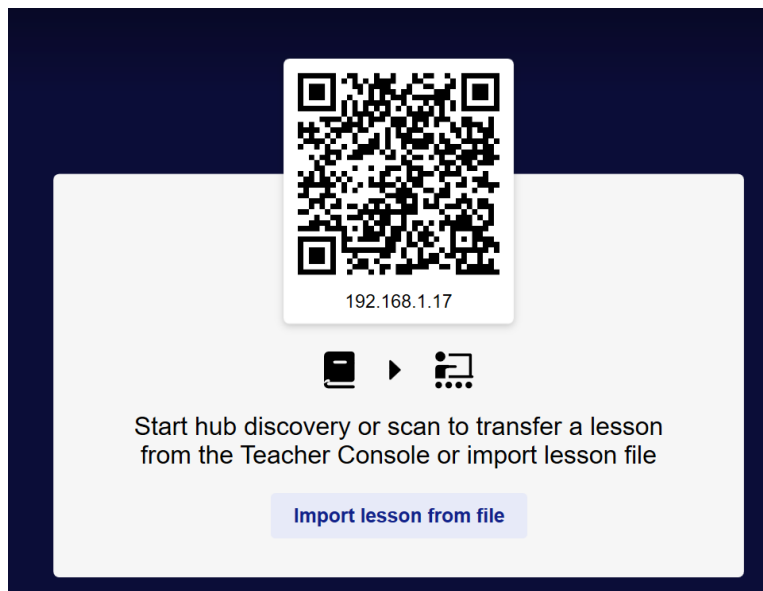 192.168.1.17
Start hub discovery or scan to transfer a lesson
from the Teacher Console or import lesson file
Import lesson from file